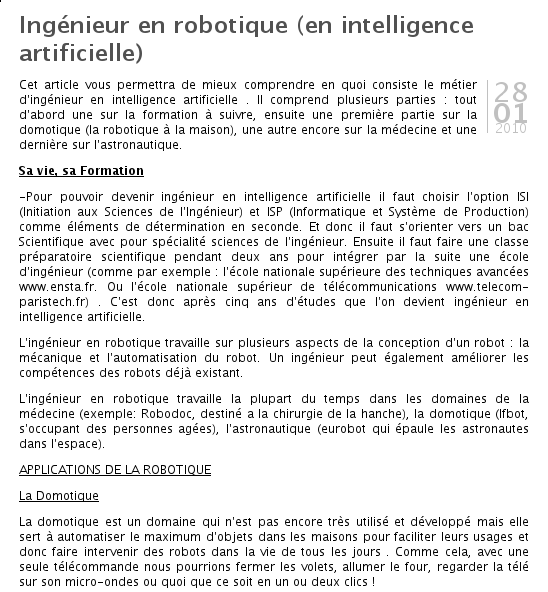 Ingénieur en robotique (en intelligence
artificielle)
Cet article vous permettra de mieux comprendre en quoi consiste le métier
d'ingénieur en intelligence artificielle . Il comprend plusieurs parties : tout
d'abord une sur la formation à suivre, ensuite une première partie sur la
domotique (la robotique à la maison), une autre encore sur la médecine et une
dernière sur l'astronautique.
28
01
2010
Sa vie, sa Formation
-Pour pouvoir devenir ingénieur en intelligence artificielle il faut choisir l'option ISI
(Initiation aux Sciences de l'Ingénieur) et ISP (Informatique et Système de Production)
comme éléments de détermination en seconde. Et donc il faut s'orienter vers un bac
Scientifique avec pour spécialité sciences de l'ingénieur. Ensuite il faut faire une classe
préparatoire scientifique pendant deux ans pour intégrer par la suite une école
d'ingénieur (comme par exemple : l'école nationale supérieure des techniques avancées
www.ensta.fr. Ou l'école nationale supérieur de télécommunications www.telecom-
paristech.fr) . C'est donc après cinq ans d'études que l'on devient ingénieur en
intelligence artificielle.
L'ingénieur en robotique travaille sur plusieurs aspects de la conception d'un robot : la
mécanique et l'automatisation du robot. Un ingénieur peut également améliorer les
compétences des robots déjà existant.
L'ingénieur en robotique travaille la plupart du temps dans les domaines de la
médecine (exemple: Robodoc, destiné a la chirurgie de la hanche), la domotique (Ifbot,
s'occupant des personnes agées), l'astronautique (eurobot qui épaule les astronautes
dans l'espace).
APPLICATIONS DE LA ROBOTIQUE
La Domotique
La domotique est un domaine qui n'est pas encore très utilisé et développé mais elle
sert à automatiser le maximum d'objets dans les maisons pour faciliter leurs usages et
donc faire intervenir des robots dans la vie de tous les jours . Comme cela, avec une
seule télécommande nous pourrions fermer les volets, allumer le four, regarder la télé
sur son micro-ondes ou quoi que ce soit en un ou deux clics !